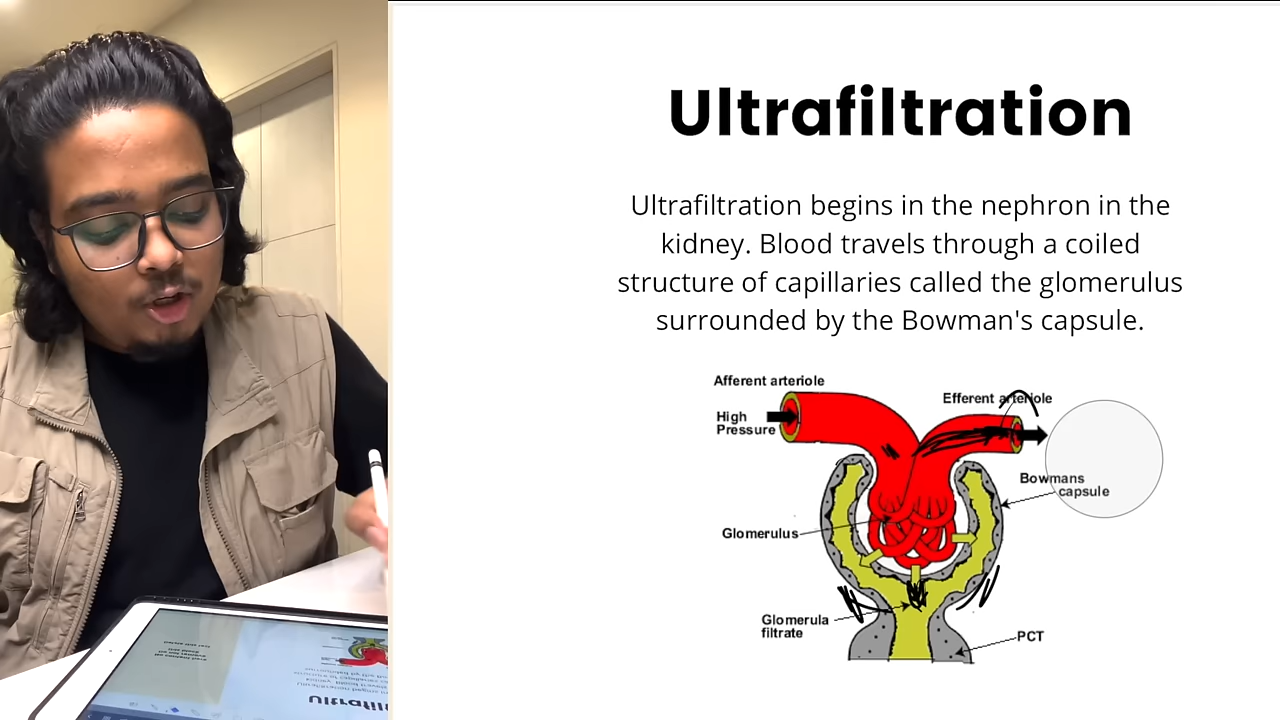 Ultrafiltration
Ultrafiltration begins in the nephron in the
kidney. Blood travels through a coiled
structure of capillaries called the glomerulus
surrounded by the Bowman's capsule.
Afferent arteriole
Efferent arteriole
High
Pressure
Bowmans
capsule
Glomerulus
Glomerula
filtrate
PCT